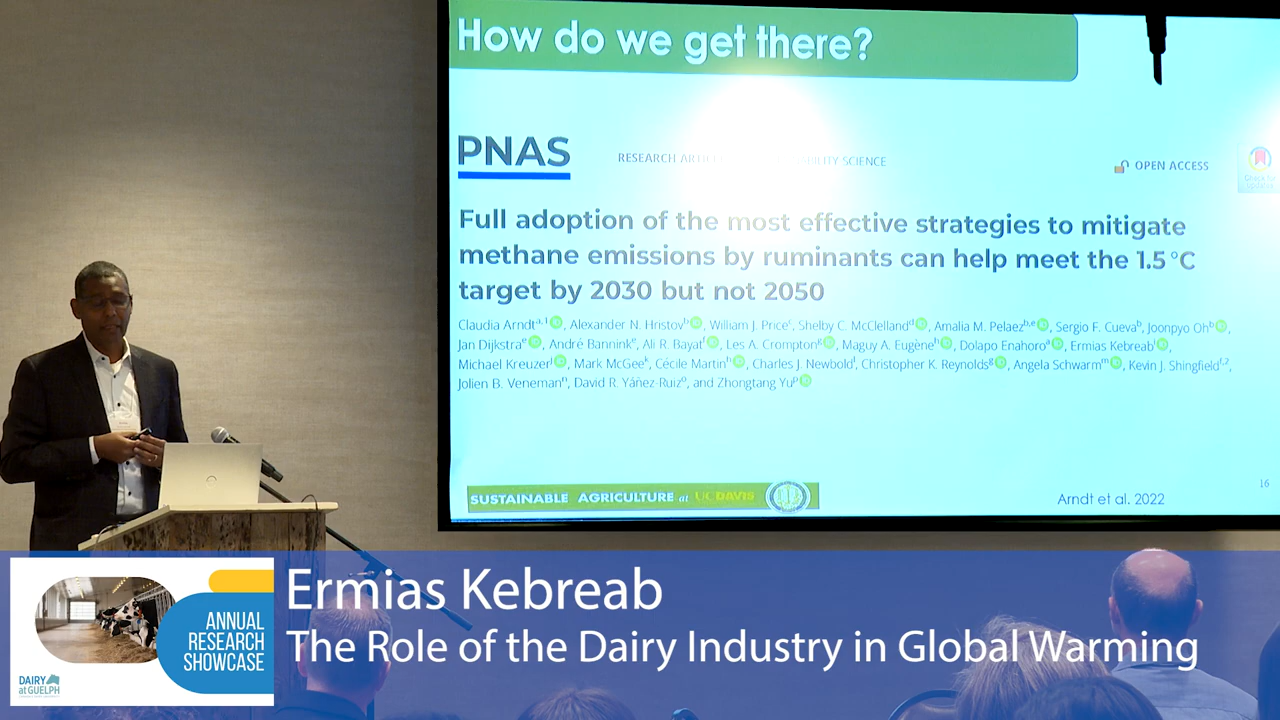 How do we get there?
PNAS
RESEARCH SCIENCE
OPEN ACCESS
Check for
updates
Full adoption of the most effective strategies to mitigate
methane emissions by ruminants can help meet the 1.5 °C
target by 2030 but not 2050
Claudia Arndt, Alexander N. Hristov, William J. Price, Shelby C. McClelland, Amalia M. Pelaez, Sergio F. Cueva, Joonpyo Oh,
Jan Dijkstra, André Bannink, Ali R. Bayat, Les A. Crompton, Maguy A. Eugène, Dolapo Enahoro, Ermias Kebreab,
Michael Kreuzer, Mark McGee, Cécile Martin, Charles J. Newbold, Christopher K. Reynolds, Angela Schwarm, Kevin J. Shingfield,
Jolien B. Veneman, David R. Yáñez-Ruiz, and Zhongtang Yu
SUSTAINABLE AGRICULTURE at UC DAVIS
Arndt et al. 2022
16
Ermias Kebreab
The Role of the Dairy Industry in Global Warming
ANNUAL
RESEARCH
SHOWCASE
DAIRY
at GUELPH